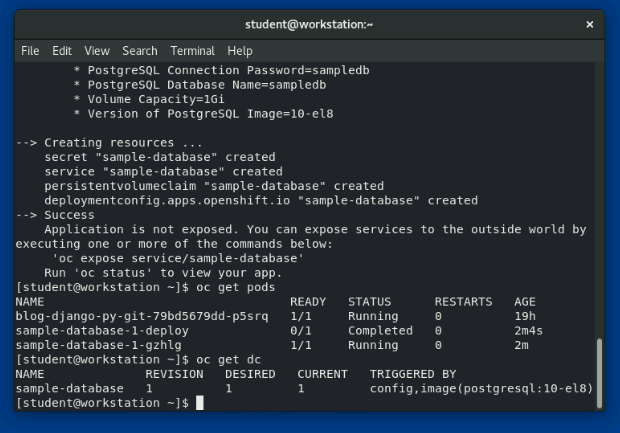 student@workstation:~
File Edit View Search Terminal Help
* PostgreSQL Connection Password=sampledb
* PostgreSQL Database Name=sampledb
* Volume Capacity=1Gi
* Version of PostgreSQL Image=10-el8
--> Creating resources ...
secret "sample-database" created
service "sample-database" created
persistentvolumeclaim "sample-database" created
deploymentconfig.apps.openshift.io "sample-database" created
--> Success
Application is not exposed. You can expose services to the outside world by
executing one or more of the commands below:
'oc expose service/sample-database'
Run 'oc status' to view your app.
[student@workstation ~]$ oc get pods
NAME READY STATUS RESTARTS AGE
blog-django-py-git-79bd5679dd-p5srq 1/1 Running 0 19h
sample-database-1-deploy 0/1 Completed 0 2m4s
sample-database-1-gzhlg 1/1 Running 0 2m
[student@workstation ~]$ oc get dc
NAME REVISION DESIRED CURRENT TRIGGERED BY
sample-database 1 1 1 config,image(postgresql:10-el8)
[student@workstation ~]$